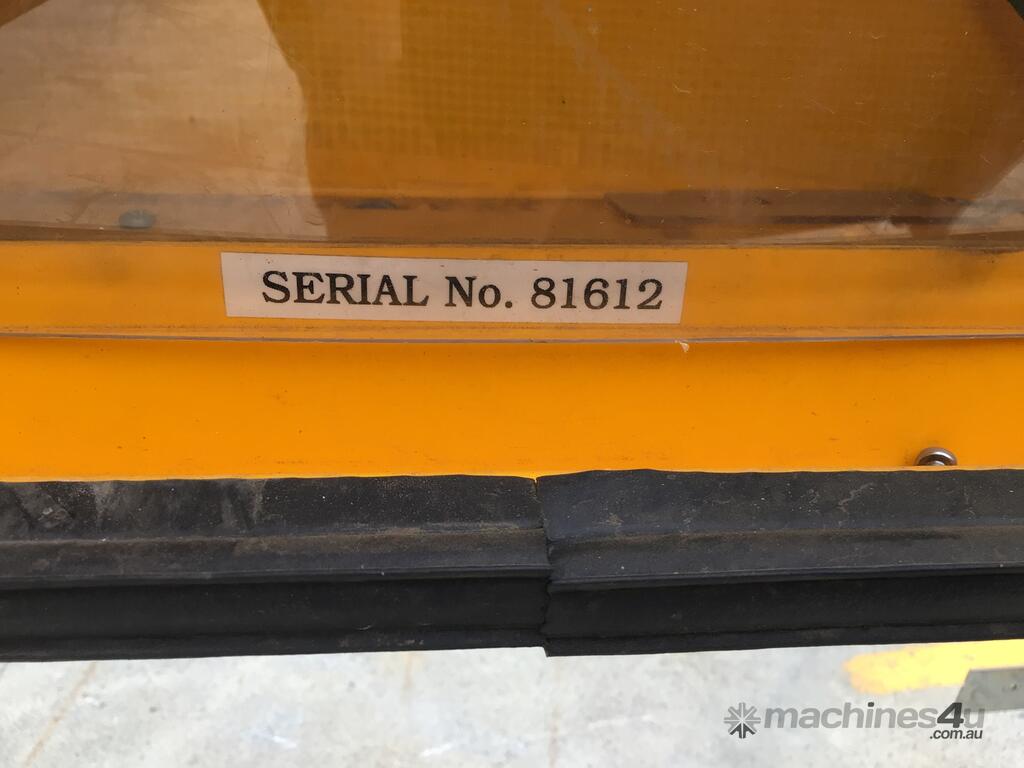 SERIAL No. 81612
machines4u
.com.au